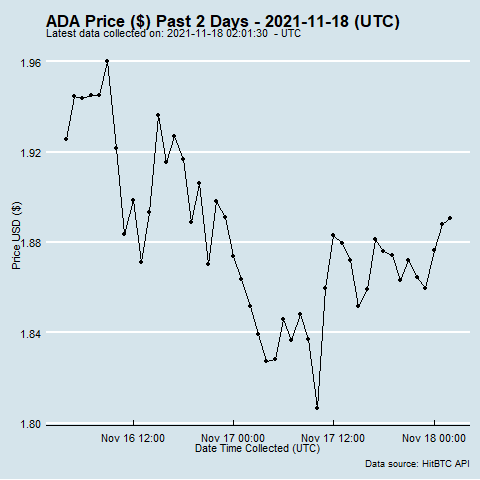 ADA Price ($) Past 2 Days - 2021-11-18 (UTC)
Latest data collected on: 2021-11-18 02:01:30 - UTC
1.96
1.92
1.88
1.84
1.80
Price USD ($)
Nov 16 12:00 Nov 17 00:00 Nov 17 12:00 Nov 18 00:00
Date Time Collected (UTC)
Data source: HitBTC API